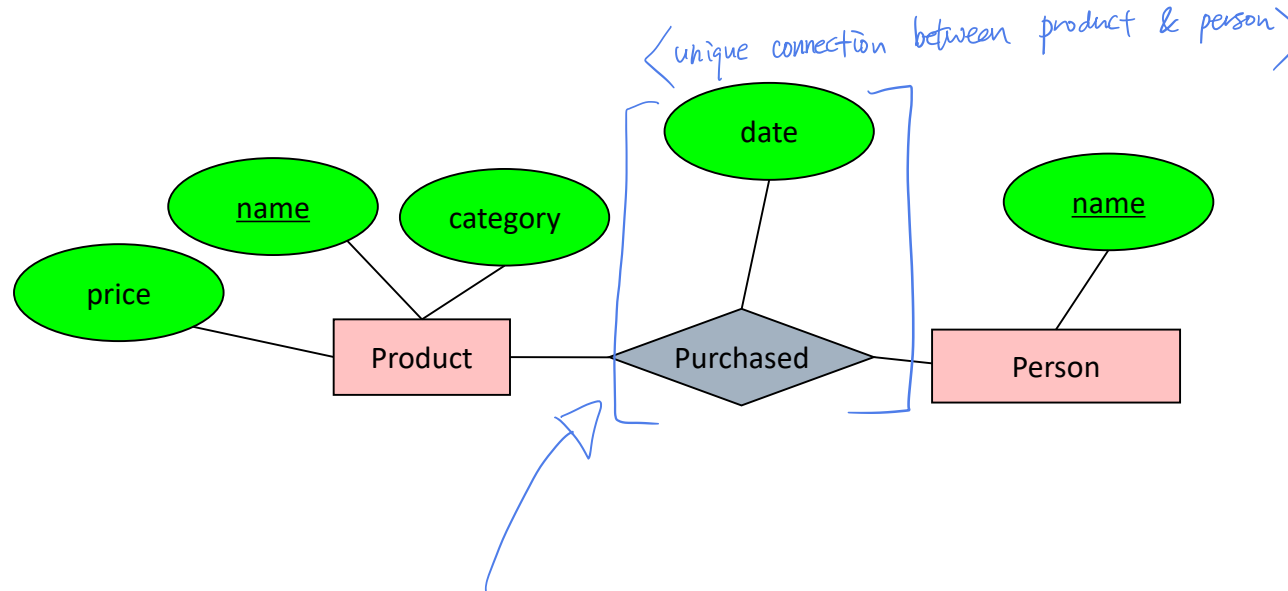 <unique connection between product & person>
date
name
name
category
price
Product
Purchased
Person